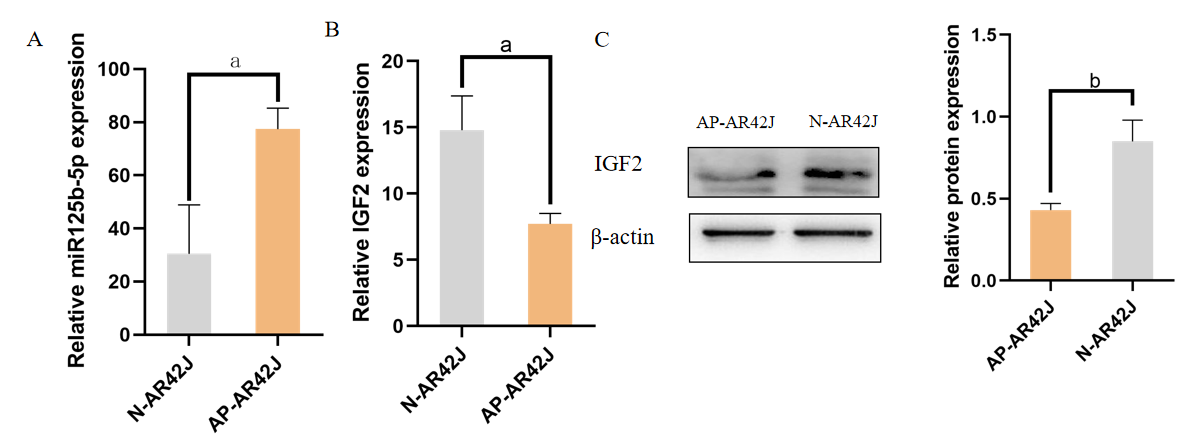 A
Relative miR125b-5p expression
100
80
60
40
20
0
a
N-AR42J
AP-AR42J
B
Relative IGF2 expression
20
15
10
5
0
a
N-AR42J
AP-AR42J
C
AP-AR42J N-AR42J
IGF2
β-actin
Relative protein expression
1.5
1.0
0.5
0.0
b
AP-AR42J
N-AR42J